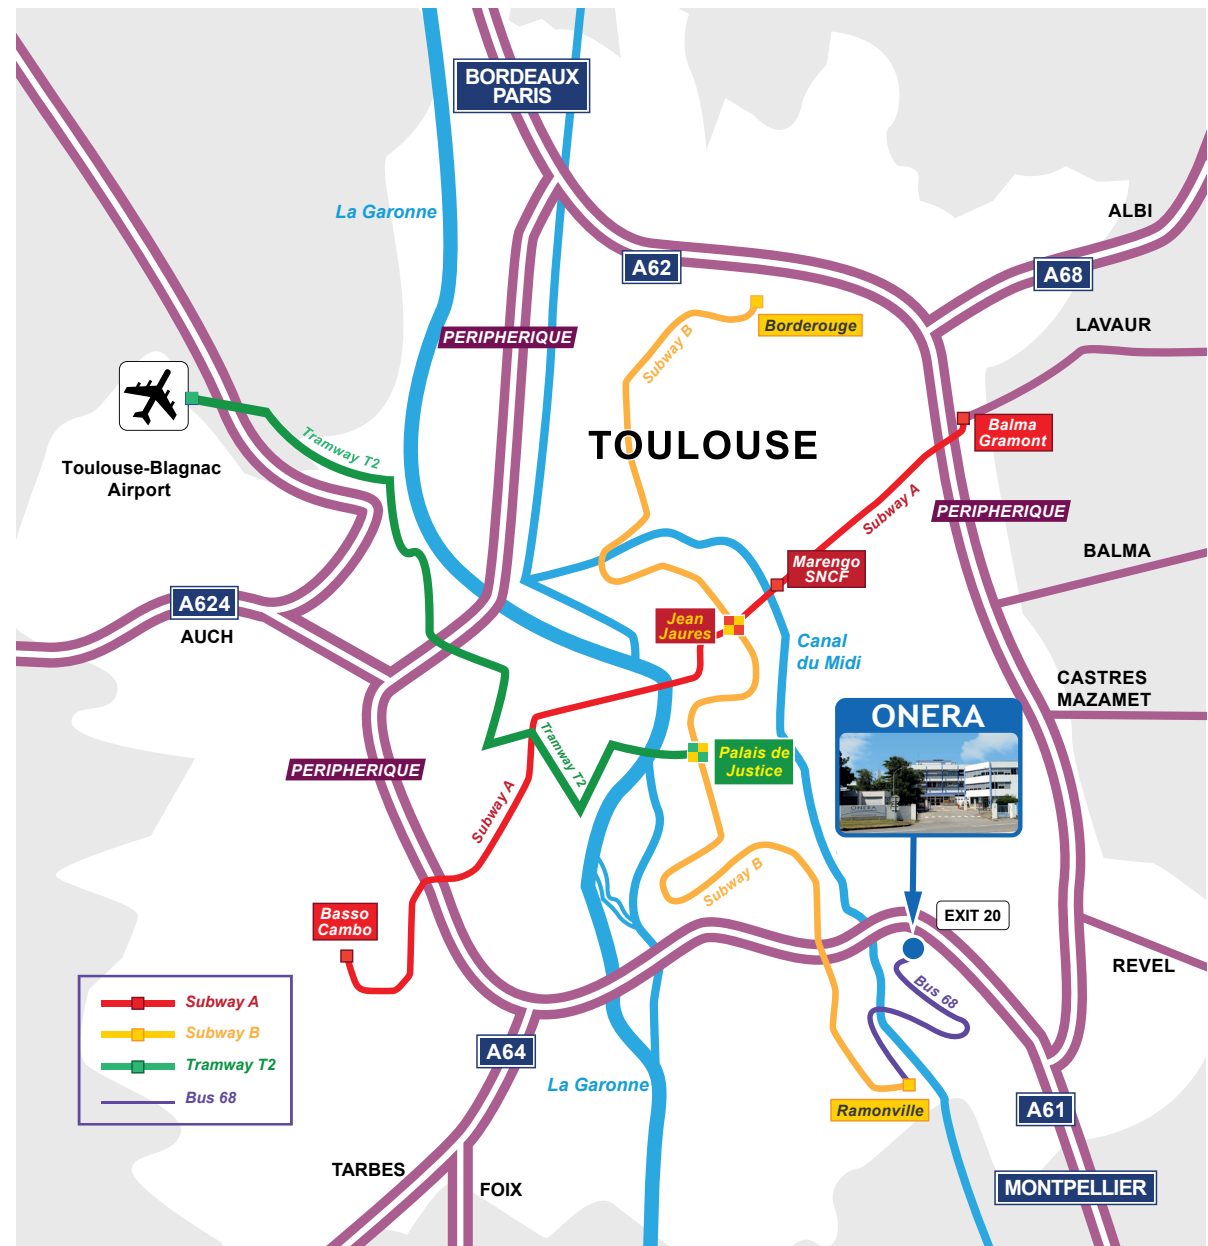 BORDEAUX
PARIS
La Garonne
ALBI
A62
A68
Borderouge
LAVAUR
PERIPHERIQUE
Subway B
Balma
Gramont
TOULOUSE
Tramway T2
Toulouse-Blagnac
Airport
Subway A
PERIPHERIQUE
BALMA
Marengo
SNCF
A624
AUCH
Jean
Jaures
Canal
du Midi
CASTRES
MAZAMET
ONERA
ONERA
Tramway T2
Palais de
Justice
PERIPHERIQUE
Subway A
Subway B
Basso
Cambo
EXIT 20
REVEL
Bus 68
Subway A
Subway B
Tramway T2
Bus 68
A64
La Garonne
Ramonville
A61
TARBES
FOIX
MONTPELLIER